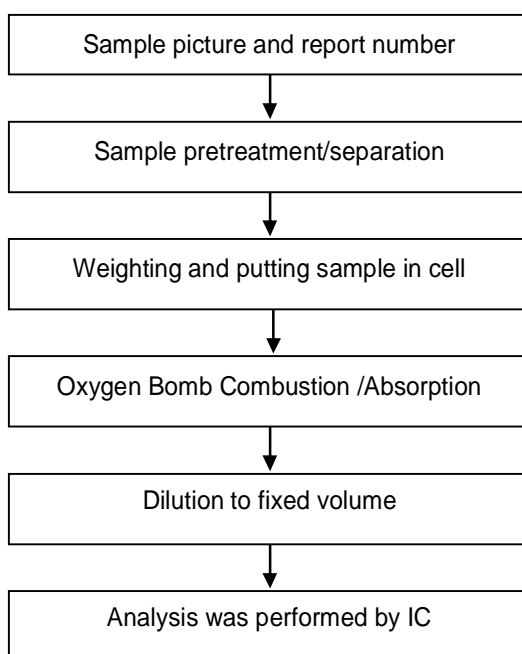 Sample picture and report number
Sample pretreatment/separation
Weighting and putting sample in cell
Oxygen Bomb Combustion /Absorption
Dilution to fixed volume
Analysis was performed by IC